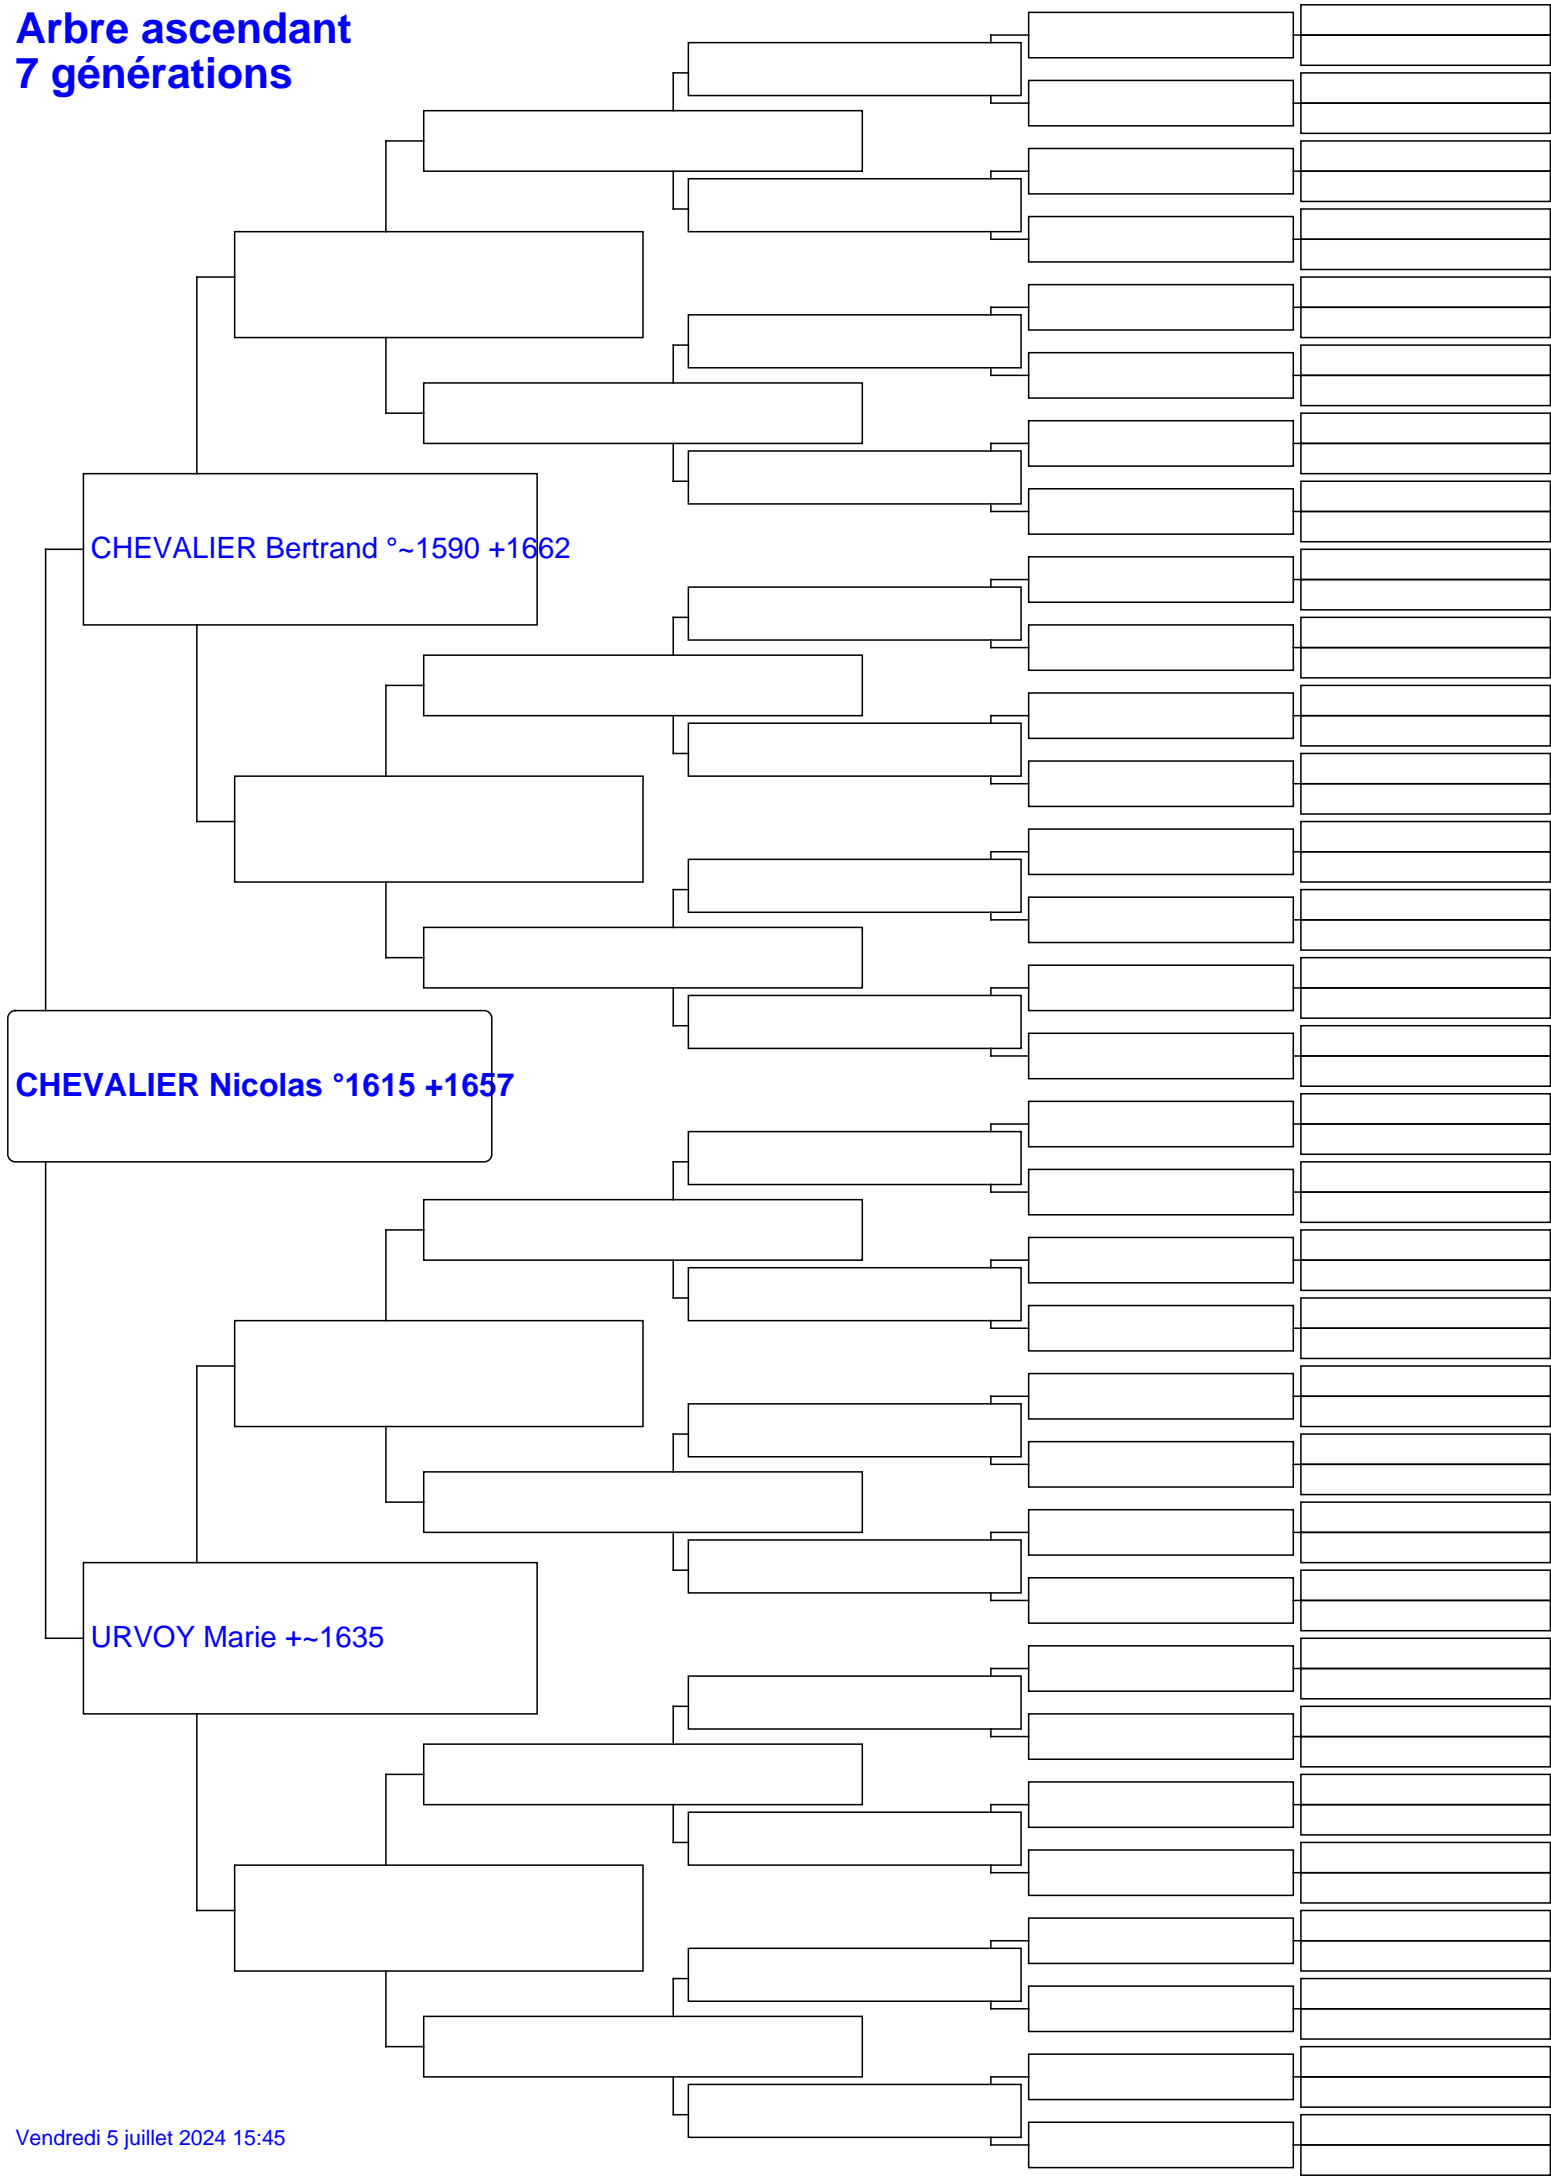 Arbre ascendant
7 générations
CHEVALIER Bertrand °~1590 +1662
CHEVALIER Nicolas °1615 +1657
URVOY Marie +~1635
Vendredi 5 juillet 2024 15:45